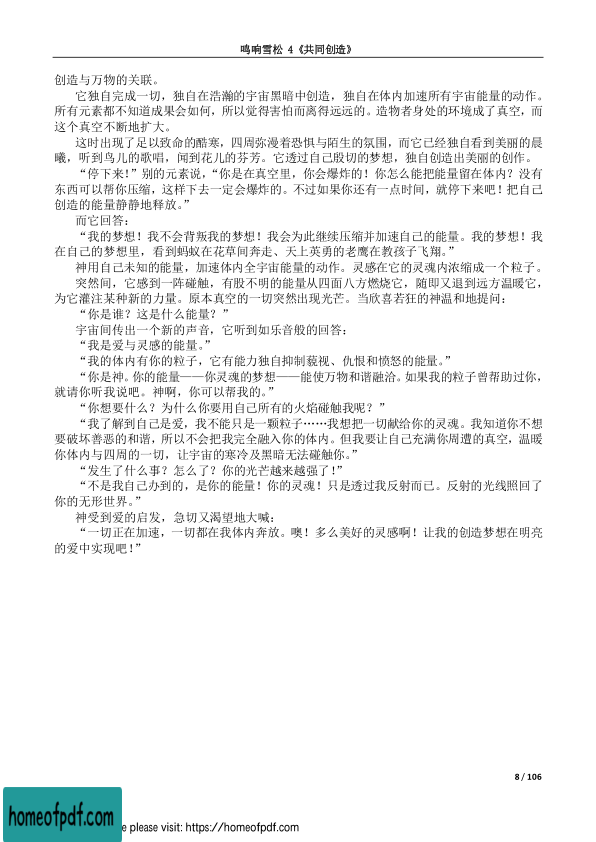 鸣响雪松 4《共同创造》
创造与万物的关联。
它独自完成一切，独自在浩瀚的宇宙黑暗中创造，独自在体内加速所有宇宙能量的动作。
所有元素都不知道成果会如何，所以觉得害怕而离得远远的。造物者身处的环境成了真空，而
这个真空不断地扩大。
这时出现了足以致命的酷寒，四周弥漫着恐惧与陌生的氛围，而它已经独自看到美丽的晨
曦，听到鸟儿的歌唱，闻到花儿的芬芳。它透过自己殷切的梦想，独自创造出美丽的创作。
“停下来！”别的元素说，“你是在真空里，你会爆炸的！你怎么能把能量留在体内？没有
东西可以帮你压缩，这样下去一定会爆炸的。不过如果你还有一点时间，就停下来吧！把自己
创造的能量静静地释放。”
而它回答：
“我的梦想！我不会背叛我的梦想！我会为此继续压缩并加速自己的能量。我的梦想！我
在自己的梦想里，看到蚂蚁在花草间奔走、天上英勇的老鹰在教孩子飞翔。”
神用自己未知的能量，加速体内全宇宙能量的动作。灵感在它的灵魂内浓缩成一个粒子。
突然间，它感到一阵碰触，有股不明的能量从四面八方燃烧它，随即又退到远方温暖它，
为它灌注某种新的力量。原本真空的一切突然出现光芒。当欣喜若狂的神温和地提问：
“你是谁？这是什么能量？”
宇宙间传出一个新的声音，它听到如乐音般的回答：
“我是爱与灵感的能量。”
“我的体内有你的粒子，它有能力独自抑制藐视、仇恨和愤怒的能量。”
“你是神。你的能量——你灵魂的梦想——能使万物和谐融洽。如果我的粒子曾帮助过你，
就请你听我说吧。神啊，你可以帮我的。”
“你想要什么？为什么你要用自己所有的火焰碰触我呢？”
“我了解到自己是爱，我不能只是一颗粒子……我想把一切献给你的灵魂。我知道你不想
要破坏善恶的和谐，所以不会把我完全融入你的体内。但我要让自己充满你周遭的真空，温暖
你体内与四周的一切，让宇宙的寒冷及黑暗无法碰触你。”
“发生了什么事？怎么了？你的光芒越来越强了！”
“不是我自己办到的，是你的能量！你的灵魂！只是透过我反射而已。反射的光线照回了
你的无形世界。”
神受到爱的启发，急切又渴望地大喊：
“一切正在加速，一切都在我体内奔放。噢！多么美好的灵感啊！让我的创造梦想在明亮
的爱中实现吧！”
8 / 106
homeofpdf.com
e please visit: https://homeofpdf.com